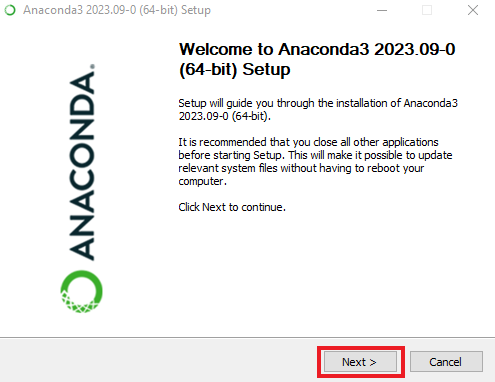 Anaconda3 2023.09-0 (64-bit) Setup
Welcome to Anaconda3 2023.09-0
(64-bit) Setup
Setup will guide you through the installation of Anaconda3
2023.09-0 (64-bit).
It is recommended that you close all other applications
before starting Setup. This will make it possible to update
relevant system files without having to reboot your
computer.
Click Next to continue.
ANACONDA.
Next >
Cancel